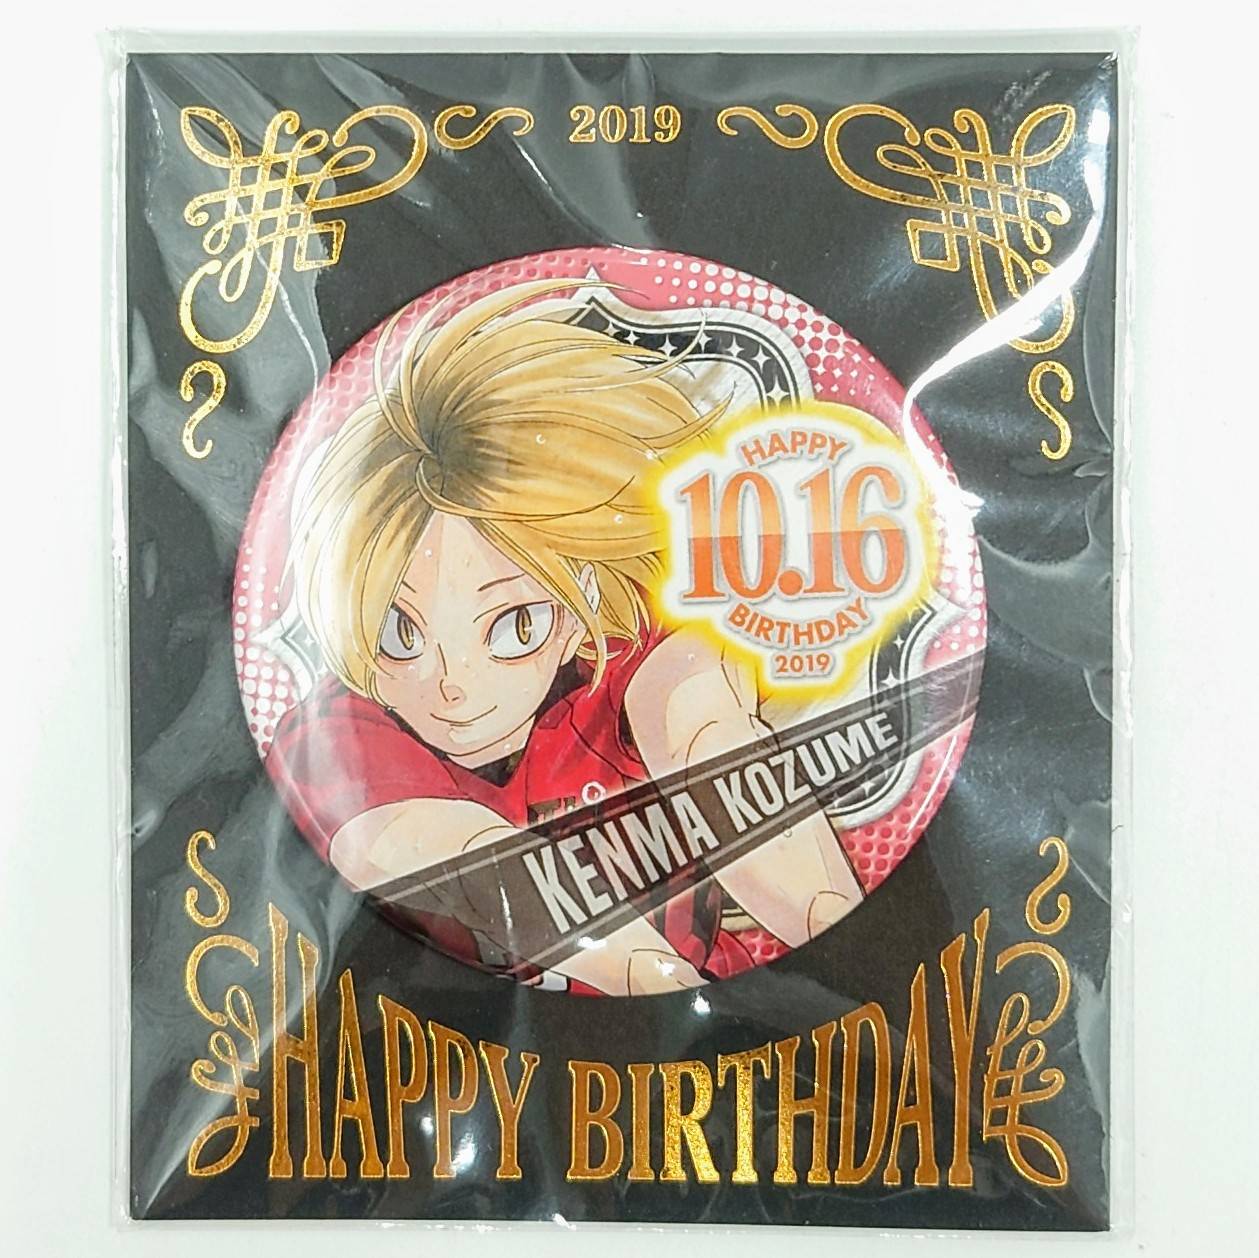 2019
HAPPY
10.16
BIRTHDAY
2019
KENMA KOZUME
HAPPY BIRTHDAY